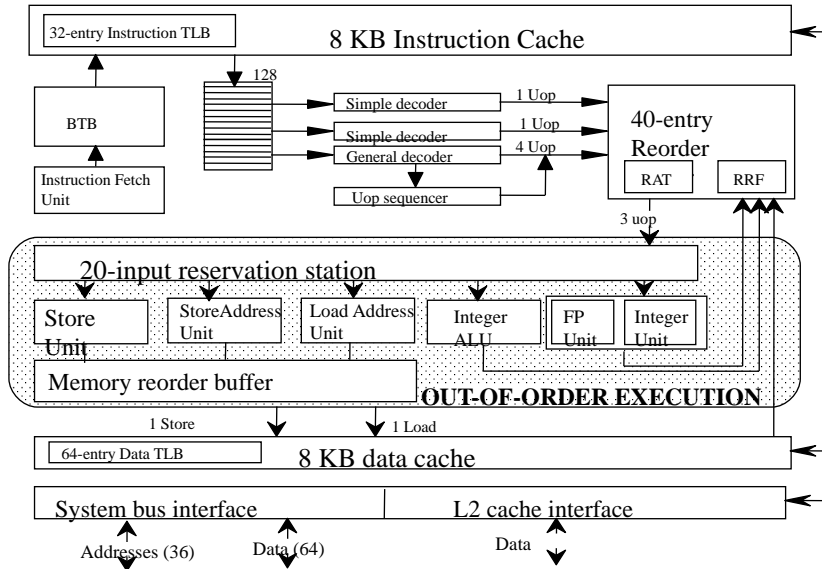 32-entry Instruction TLB
8 KB Instruction Cache
128
BTB
Instruction Fetch
Unit
Simple decoder
1 Uop
Simple decoder
1 Uop
General decoder
4 Uop
Uop sequencer
40-entry
Reorder
RAT
RRF
3 uop
20-input reservation station
Store
Unit
StoreAddress
Unit
Load Address
Unit
Integer
ALU
FP
Unit
Integer
Unit
Memory reorder buffer
OUT-OF-ORDER EXECUTION
1 Store
1 Load
64-entry Data TLB
8 KB data cache
System bus interface
L2 cache interface
Addresses (36)
Data (64)
Data